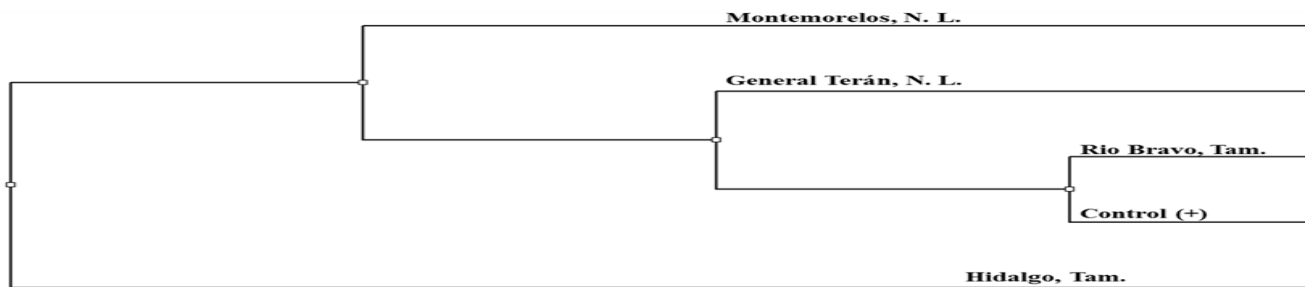 Montemorelos, N. L.
General Terán, N. L.
Rio Bravo, Tam.
Control (+)
Hidalgo, Tam.